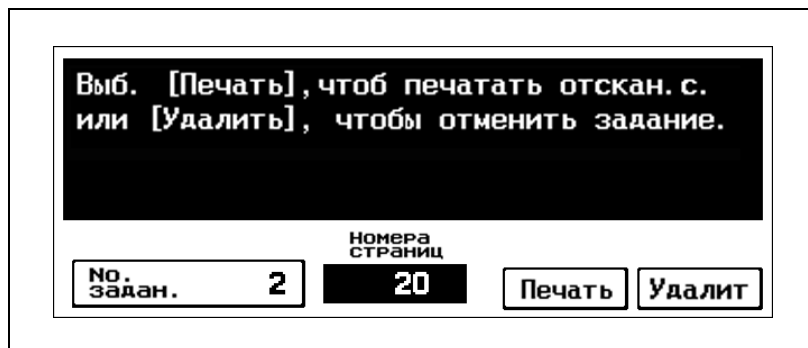 Выб. [Печать],чтоб печатать отскан.с.
или [Удалить], чтобы отменить задание.
Номера
страниц
No.
задан.
2
20
Печать
Удалит